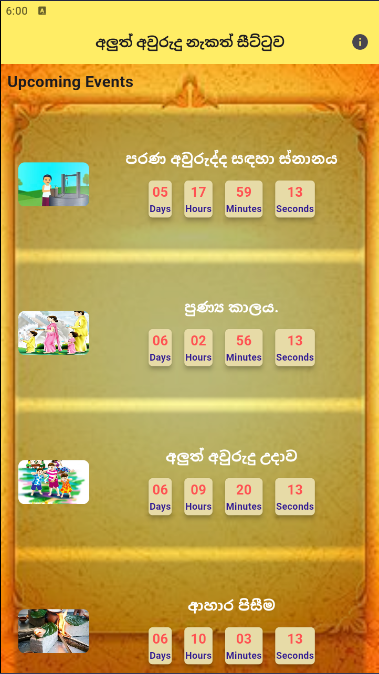 6:00
අලුත් අවුරුදු නැකත් සීට්ටුව
Upcoming Events
පරණ අවුරුද්ද සඳහා ස්නානය
05 17 59 13
Days Hours Minutes Seconds
පුණ්‍ය කාලය.
06 02 56 13
Days Hours Minutes Seconds
අලුත් අවුරුදු උදාව
06 09 20 13
Days Hours Minutes Seconds
ආහාර පිසීම
06 10 03 13
Days Hours Minutes Seconds